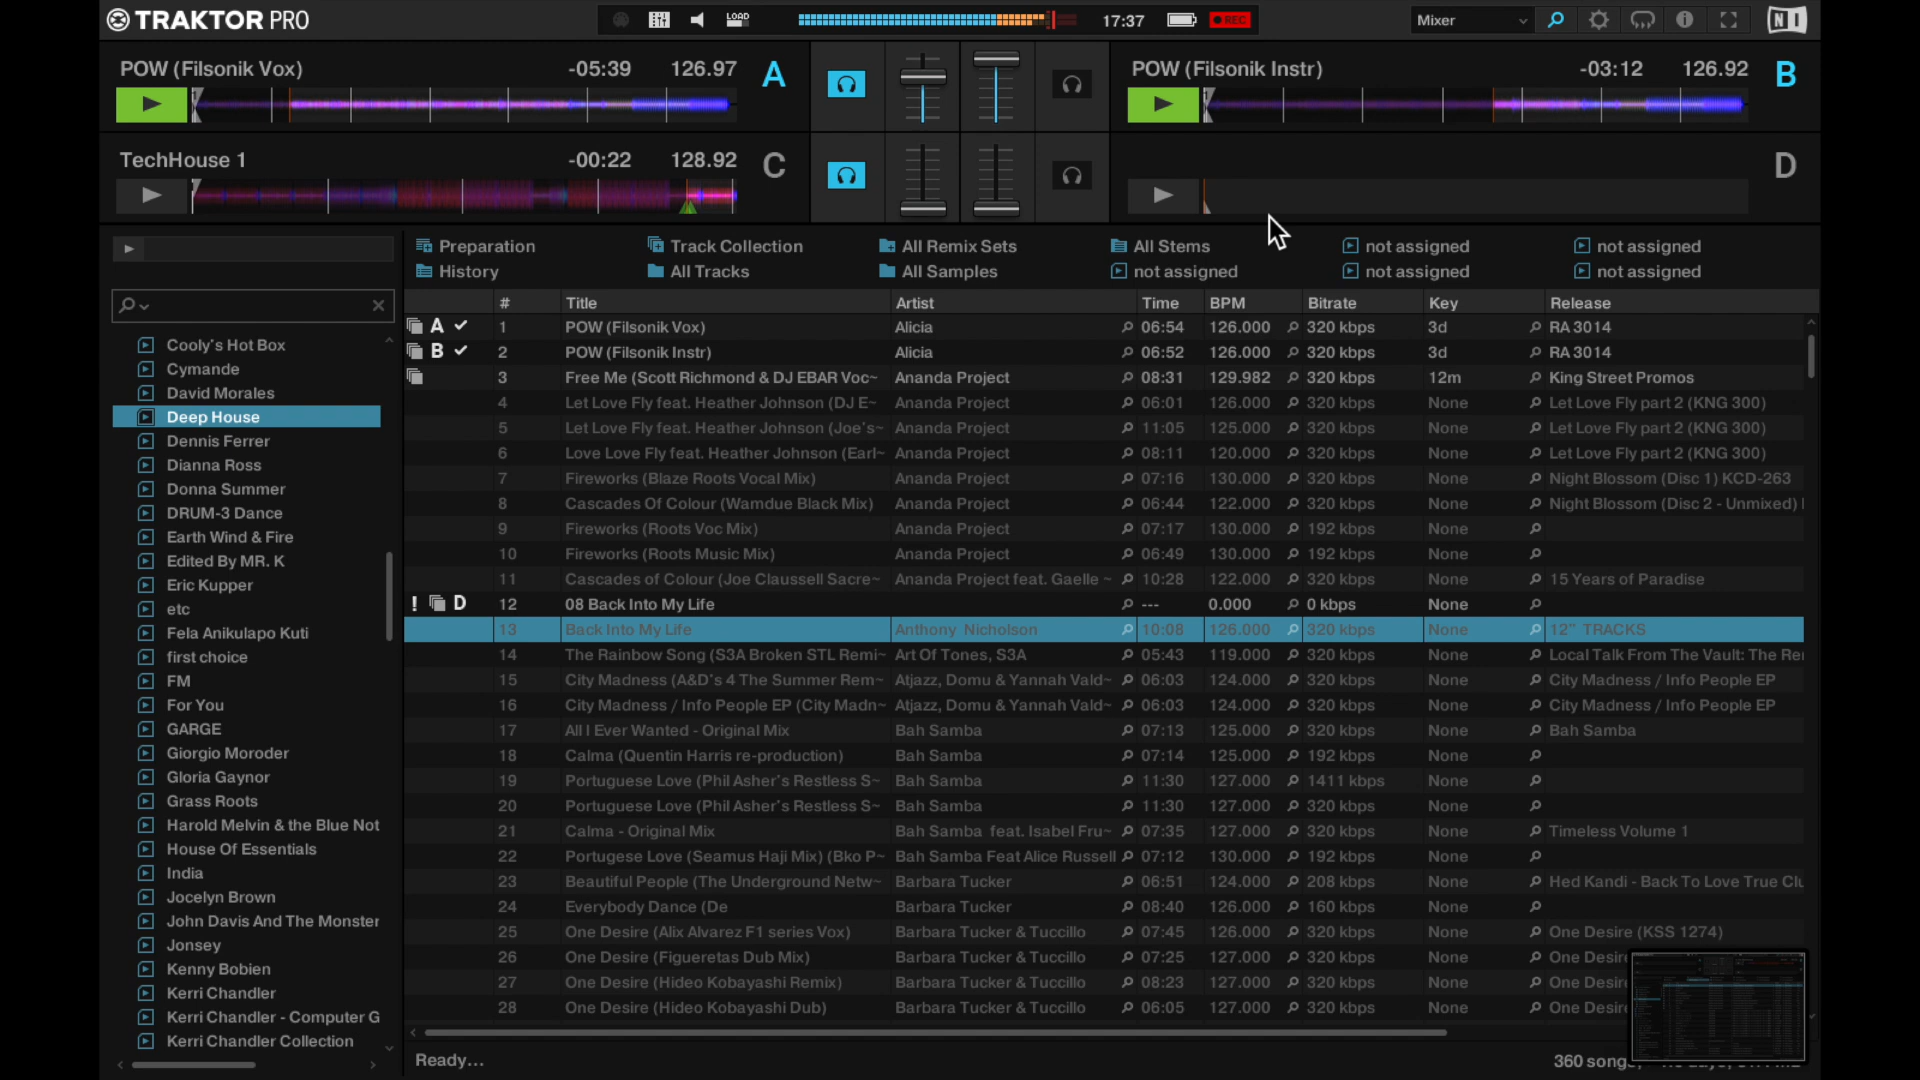 TRAKTOR PRO
LOAD
17:37
REC
Mixer
NI
POW (Filsonik Vox) -05:39 126.97 A
POW (Filsonik Instr) -03:12 126.92 B
TechHouse 1 -00:22 128.92 C
D
Preparation Track Collection All Remix Sets All Stems not assigned not assigned
History All Tracks All Samples not assigned not assigned not assigned
Cooly's Hot Box
Cymande
David Morales
Deep House
Dennis Ferrer
Dianna Ross
Donna Summer
DRUM-3 Dance
Earth Wind & Fire
Edited By MR. K
Eric Kupper
etc
Fela Anikulapo Kuti
first choice
FM
For You
GARGE
Giorgio Moroder
Gloria Gaynor
Grass Roots
Harold Melvin & the Blue Not
House Of Essentials
India
Jocelyn Brown
John Davis And The Monster
Jonsey
Kenny Bobien
Kerri Chandler
Kerri Chandler - Computer G
Kerri Chandler Collection
# Title Artist Time BPM Bitrate Key Release
A 1 POW (Filsonik Vox) Alicia 06:54 126.000 320 kbps 3d RA 3014
B 2 POW (Filsonik Instr) Alicia 06:52 126.000 320 kbps 3d RA 3014
3 Free Me (Scott Richmond & DJ EBAR Voc~ Ananda Project 08:31 129.982 320 kbps 12m King Street Promos
4 Let Love Fly feat. Heather Johnson (DJ E~ Ananda Project 06:01 126.000 320 kbps None Let Love Fly part 2 (KNG 300)
5 Let Love Fly feat. Heather Johnson (Joe's~ Ananda Project 11:05 125.000 320 kbps None Let Love Fly part 2 (KNG 300)
6 Love Love Fly feat. Heather Johnson (Earl~ Ananda Project 08:11 120.000 320 kbps None Let Love Fly part 2 (KNG 300)
7 Fireworks (Blaze Roots Vocal Mix) Ananda Project 07:16 130.000 320 kbps None Night Blossom (Disc 1) KCD-263
8 Cascades Of Colour (Wamdue Black Mix) Ananda Project 06:44 122.000 320 kbps None Night Blossom (Disc 2 - Unmixed)
9 Fireworks (Roots Voc Mix) Ananda Project 07:17 130.000 192 kbps None
10 Fireworks (Roots Music Mix) Ananda Project 06:49 130.000 192 kbps None
11 Cascades of Colour (Joe Claussell Sacre~ Ananda Project feat. Gaelle ~ 10:28 122.000 320 kbps None 15 Years of Paradise
! D 12 08 Back Into My Life --- 0.000 0 kbps None
13 Back Into My Life Anthony Nicholson 10:08 126.000 320 kbps None 12" TRACKS
14 The Rainbow Song (S3A Broken STL Remi~ Art Of Tones, S3A 05:43 119.000 320 kbps None Local Talk From The Vault: The Rer
15 City Madness (A&D's 4 The Summer Rem~ Atjazz, Domu & Yannah Vald~ 06:03 124.000 320 kbps None City Madness / Info People EP
16 City Madness / Info People EP (City Madn~ Atjazz, Domu & Yannah Vald~ 06:03 124.000 320 kbps None City Madness / Info People EP
17 All I Ever Wanted - Original Mix Bah Samba 07:13 125.000 320 kbps None Bah Samba
18 Calma (Quentin Harris re-production) Bah Samba 07:14 125.000 192 kbps None
19 Portuguese Love (Phil Asher's Restless S~ Bah Samba 11:30 127.000 1411 kbps None
20 Portuguese Love (Phil Asher's Restless S~ Bah Samba 11:30 127.000 320 kbps None
21 Calma - Original Mix Bah Samba feat. Isabel Fru~ 07:35 127.000 320 kbps None Timeless Volume 1
22 Portugese Love (Seamus Haji Mix) (Bko P~ Bah Samba Feat Alice Russell 07:12 130.000 192 kbps None
23 Beautiful People (The Underground Netw~ Barbara Tucker 06:51 124.000 208 kbps None Hed Kandi - Back To Love True Clu
24 Everybody Dance (De Barbara Tucker 08:40 126.000 160 kbps None
25 One Desire (Alix Alvarez F1 series Vox) Barbara Tucker & Tuccillo 07:45 126.000 320 kbps None One Desire (KSS 1274)
26 One Desire (Figueretas Dub Mix) Barbara Tucker & Tuccillo 07:25 127.000 320 kbps None One Desire
27 One Desire (Hideo Kobayashi Remix) Barbara Tucker & Tuccillo 08:23 127.000 320 kbps None One Desire
28 One Desire (Hideo Kobayashi Dub) Barbara Tucker & Tuccillo 06:05 127.000 320 kbps None One Desire
Ready... 360 songs,